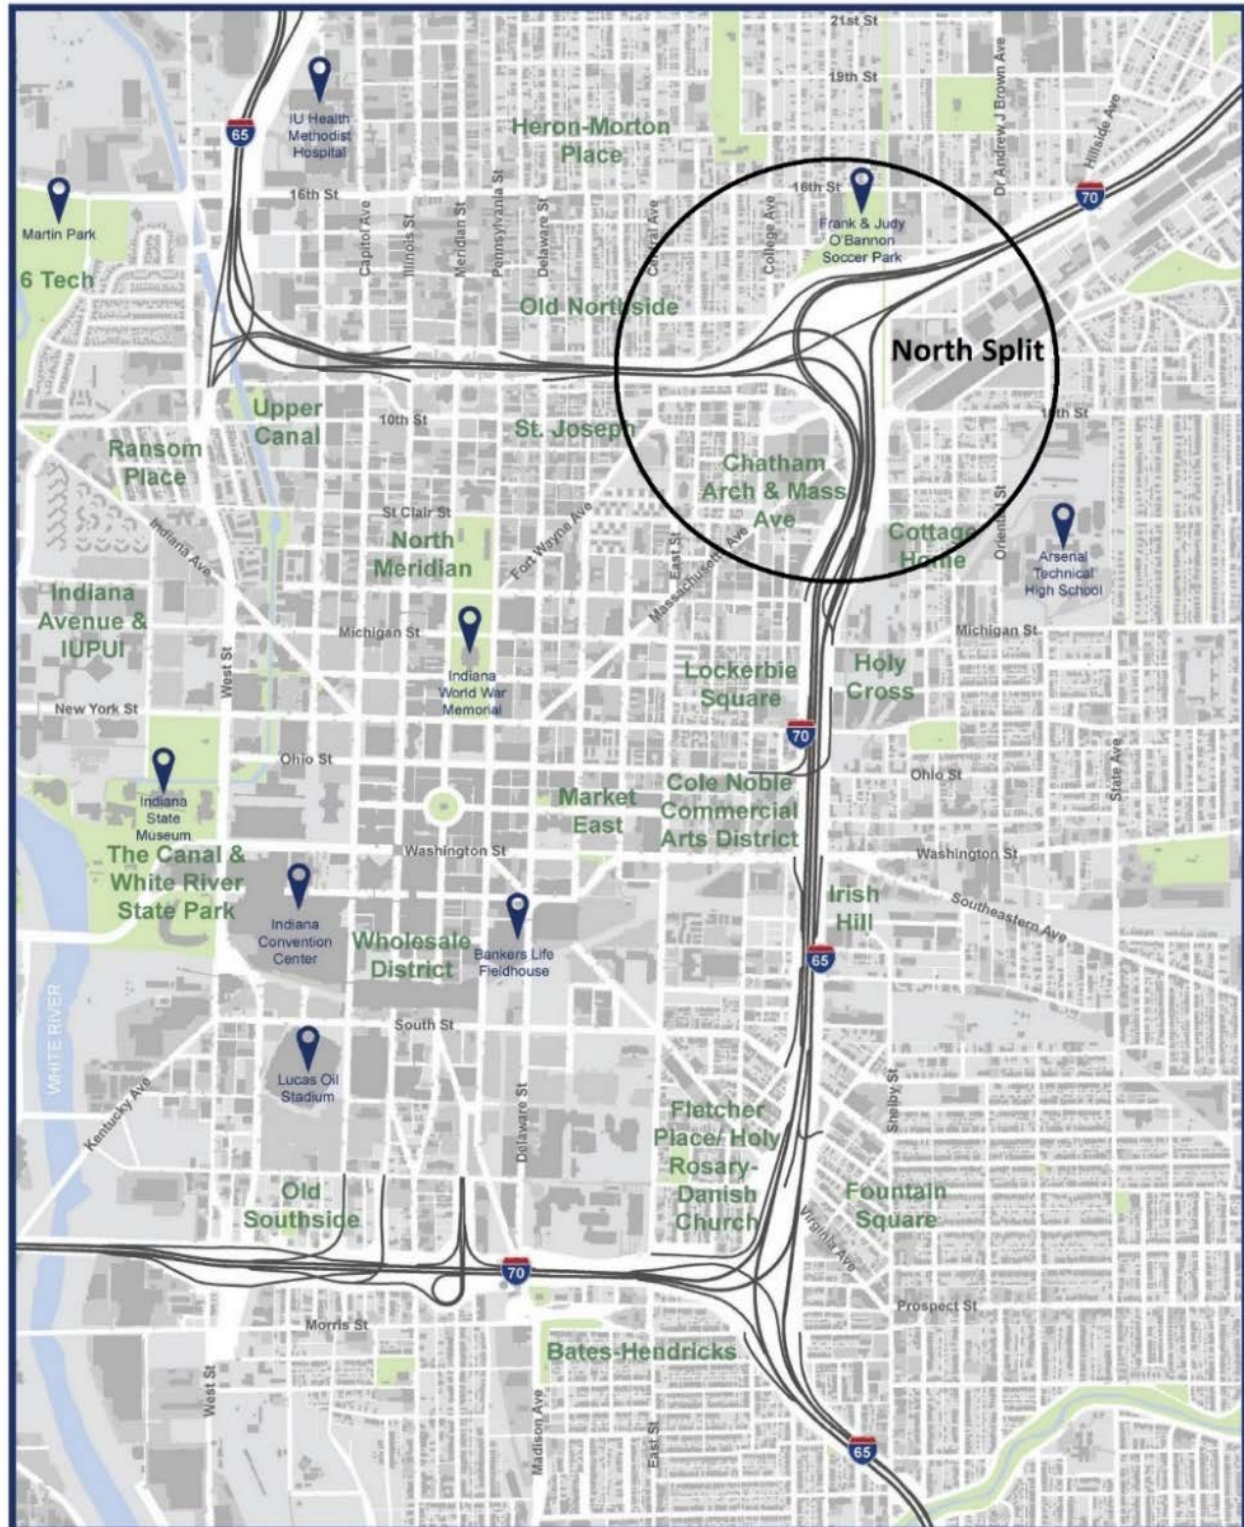 21st St
19th St
Dr Andrew J Brown Ave
Hillside Ave
65
IU Health
Methodist
Hospital
Heron-Morton
Place
16th St
16th St
70
Martin Park
Capitol Ave
Illinois St
Meridian St
Pennsylvania St
Delaware St
Central Ave
College Ave
Frank & Judy
O'Bannon
Soccer Park
6 Tech
Old Northside
North Split
Upper
Canal
10th St
St. Joseph
10th St
Ransom
Place
Chatham
Arch & Mass
Ave
St Clair St
Indiana Ave
North
Meridian
Fort Wayne Ave
East St
Massachusetts Ave
Cottage
Home
Oriental St
Arsenal
Technical
High School
Indiana
Avenue &
IUPUI
Michigan St
Michigan St
West St
Indiana
World War
Memorial
Lockerbie
Square
Holy
Cross
New York St
70
Ohio St
Ohio St
State Ave
Indiana
State
Museum
Market
East
Cole Noble
Commercial
Arts District
The Canal &
White River
State Park
Washington St
Washington St
Irish
Hill
Southeastern Ave
Indiana
Convention
Center
Wholesale
District
Bankers Life
Fieldhouse
65
WHITE RIVER
South St
Lucas Oil
Stadium
Kentucky Ave
Delaware St
Shelby St
Fletcher
Place/ Holy
Rosary-
Danish
Church
Old
Southside
Fountain
Square
Virginia Ave
70
Prospect St
Morris St
Bates-Hendricks
West St
Madison Ave
East St
65